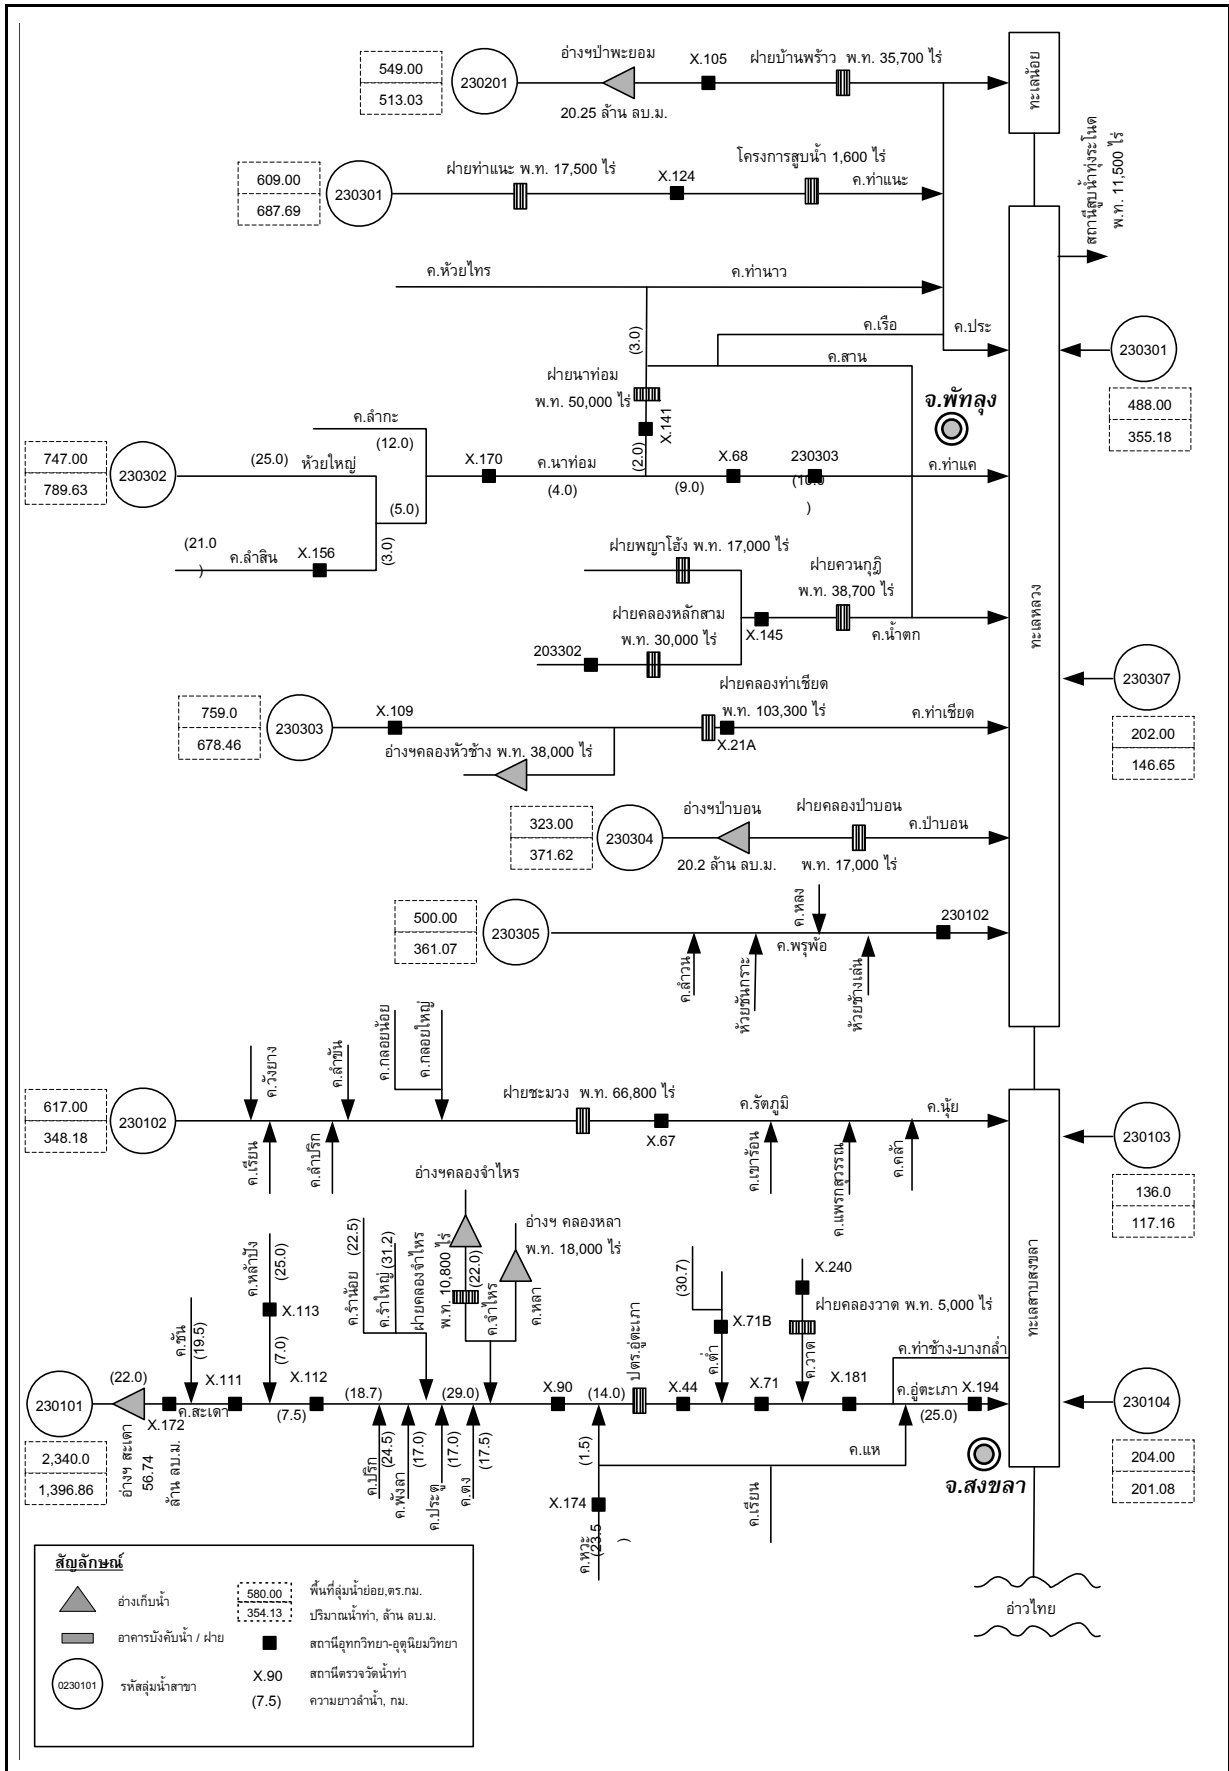 549.00
513.03
230201
อ่างฯป่าพะยอม
20.25 ล้าน ลบ.ม.
X.105
ฝายบ้านพร้าว พ.ท. 35,700 ไร่
ทะเลน้อย
609.00
687.69
230301
ฝายท่าแนะ พ.ท. 17,500 ไร่
X.124
โครงการสูบน้ำ 1,600 ไร่
ค.ท่าแนะ
สถานีสูบน้ำทุ่งระโนด
พ.ท. 11,500 ไร่
ค.ห้วยไทร
ค.ท่านาว
(3.0)
ค.เรือ
ค.ประ
ค.สาน
230301
488.00
355.18
ฝายนาท่อม
พ.ท. 50,000 ไร่
X.141
(2.0)
จ.พัทลุง
ค.ลำกะ
(12.0)
747.00
789.63
230302
(25.0)
ห้วยใหญ่
(5.0)
X.170
ค.นาท่อม
(4.0)
(9.0)
X.68
230303
(10.0
)
ค.ท่าแค
(21.0
)
ค.ลำสิน
X.156
(3.0)
ฝายพญาโฮ้ง พ.ท. 17,000 ไร่
ฝายควนกุฎิ
พ.ท. 38,700 ไร่
ฝายคลองหลักสาม
พ.ท. 30,000 ไร่
X.145
ค.น้ำตก
203302
ทะเลหลวง
230307
202.00
146.65
759.0
678.46
230303
X.109
ฝายคลองท่าเชียด
พ.ท. 103,300 ไร่
X.21A
ค.ท่าเชียด
อ่างฯคลองหัวช้าง พ.ท. 38,000 ไร่
323.00
371.62
230304
อ่างฯป่าบอน
20.2 ล้าน ลบ.ม.
ฝายคลองป่าบอน
พ.ท. 17,000 ไร่
ค.ป่าบอน
500.00
361.07
230305
ค.หลง
ค.พรุพ้อ
230102
ค.ลำวน
ห้วยชันกราะ
ห้วยช้างเล่น
617.00
348.18
230102
ค.วังยาง
ค.ลำขัน
ค.กลอยน้อย
ค.กลอยใหญ่
ค.เรียน
ค.ลำปริก
ฝายชะมวง พ.ท. 66,800 ไร่
X.67
ค.รัตภูมิ
ค.นุ้ย
ค.เขาร้อน
ค.แพรกสุวรรณ
ค.คล้า
230103
136.0
117.16
อ่างฯคลองจำไหร
อ่างฯ คลองหลา
พ.ท. 18,000 ไร่
ค.หล้าปัง
(25.0)
X.113
(7.0)
ค.รำน้อย (22.5)
ค.รำใหญ่ (31.2)
ฝายคลองจำไหร
พ.ท. 10,800 ไร่
(22.0)
ค.จำไหร
ค.หลา
ปตร.อู่ตะเภา
(30.7)
X.71B
ค.ต่ำ
X.240
ฝายคลองวาด พ.ท. 5,000 ไร่
ค.วาด
ทะเลสาบสงขลา
ค.ท่าช้าง-บางกล่ำ
230101
2,340.0
1,396.86
(22.0)
X.172
อ่างฯ สะเดา
56.74
ล้าน ลบ.ม.
ค.ชัน
(19.5)
X.111
ค.สะเดา
(7.5)
X.112
(18.7)
(29.0)
X.90
(14.0)
X.44
X.71
X.181
ค.อู่ตะเภา
(25.0)
X.194
230104
204.00
201.08
ค.ปริก
(24.5)
ค.พังลา
(17.0)
ค.ประตู
(17.0)
ค.ตง
(17.5)
(1.5)
X.174
ค.หวะ
(23.5
)
ค.แห
ค.เรียน
จ.สงขลา
อ่าวไทย
สัญลักษณ์
อ่างเก็บน้ำ
อาคารบังคับน้ำ / ฝาย
0230101
รหัสลุ่มน้ำสาขา
580.00
354.13
พื้นที่ลุ่มน้ำย่อย,ตร.กม.
ปริมาณน้ำท่า, ล้าน ลบ.ม.
สถานีอุทกวิทยา-อุตุนิยมวิทยา
X.90
สถานีตรวจวัดน้ำท่า
(7.5)
ความยาวลำน้ำ, กม.